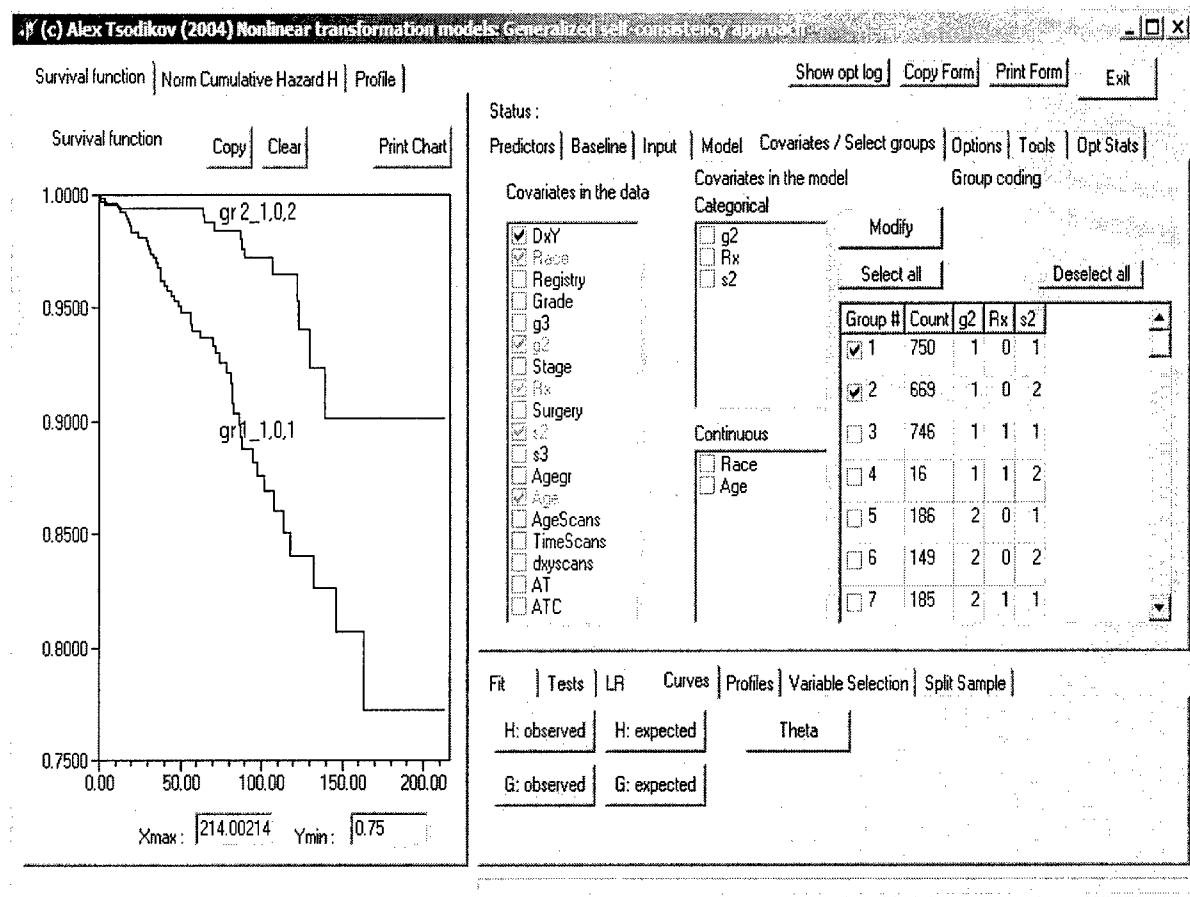 (c) Alex Tsodikov (2004) Nonlinear transformation models: Generalized self-consistency approach
Survival function Norm Cumulative Hazard H Profile
Show opt log Copy Form Print Form Exit
Survival function Copy Clear Print Chart
1.0000
0.9500
0.9000
0.8500
0.8000
0.7500
gr 2_1,0,2
gr 1_1,0,1
0.00 50.00 100.00 150.00 200.00
Xmax : 214.00214 Ymin : 0.75
Status :
Predictors Baseline Input Model Covariates / Select groups Options Tools Opt Stats
Covariates in the data
DxY
Race
Registry
Grade
g3
g2
Stage
Rx
Surgery
s2
s3
Agegr
Age
AgeScans
TimeScans
dxyscans
AT
ATC
Covariates in the model
Categorical
g2
Rx
s2
Continuous
Race
Age
Group coding
Modify
Select all Deselect all
Group # Count g2 Rx s2
1 750 1 0 1
2 669 1 0 2
3 746 1 1 1
4 16 1 1 2
5 186 2 0 1
6 149 2 0 2
7 185 2 1 1
Fit Tests LR Curves Profiles Variable Selection Split Sample
H: observed H: expected Theta
G: observed G: expected